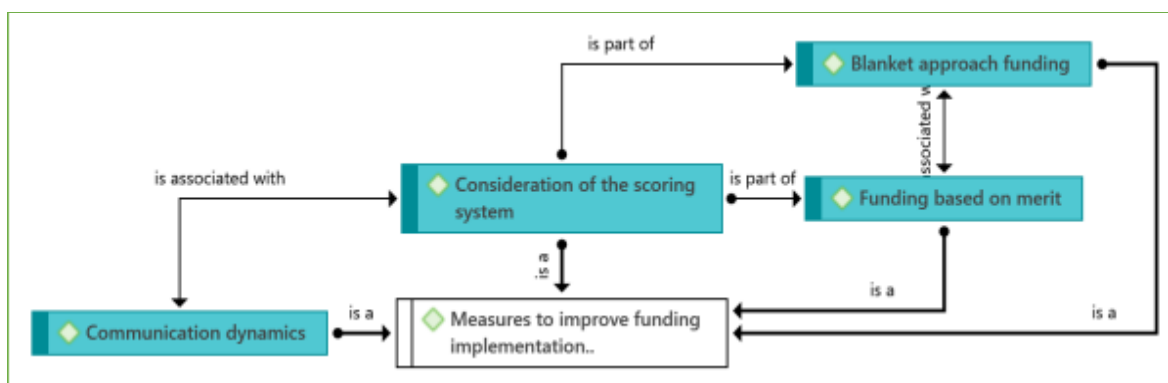 is part of
Blanket approach funding
is associated with
Consideration of the scoring
system
is part of
associated
Funding based on merit
is a
is a
is a
Communication dynamics
is a
Measures to improve funding
implementation..